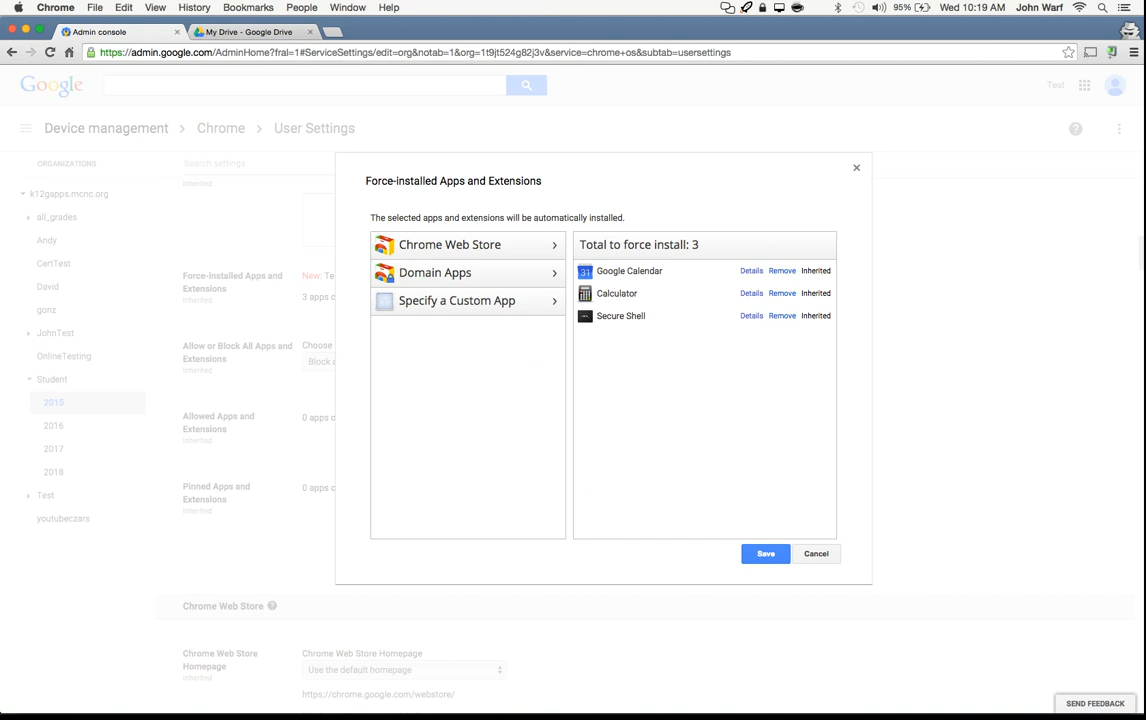 Chrome File Edit View History Bookmarks People Window Help 95% Wed 10:19 AM John Warf
Admin console My Drive - Google Drive
https://admin.google.com/AdminHome?fral=1#ServiceSettings/edit=org&notab=1&org=1t9jt524g82j3v&service=chrome+os&subtab=usersettings
Google Test
Device management > Chrome > User Settings
ORGANIZATIONS
k12gapps.mcnc.org
all_grades
Andy
CertTest
David
gonz
JohnTest
OnlineTesting
Student
2015
2016
2017
2018
Test
youtubeczars
Search settings
Inherited
Force-installed Apps and
Extensions
Inherited
New: Te
3 apps o
Allow or Block All Apps and
Extensions
Inherited
Choose
Block
Allowed Apps and
Extensions
Inherited
0 apps o
Pinned Apps and
Extensions
Inherited
0 apps o
Chrome Web Store
Chrome Web Store
Homepage
Inherited
Chrome Web Store Homepage
Use the default homepage
https://chrome.google.com/webstore/
Force-installed Apps and Extensions
The selected apps and extensions will be automatically installed.
Chrome Web Store
Domain Apps
Specify a Custom App
Total to force install: 3
31 Google Calendar Details Remove Inherited
Calculator Details Remove Inherited
Secure Shell Details Remove Inherited
Save Cancel
SEND FEEDBACK